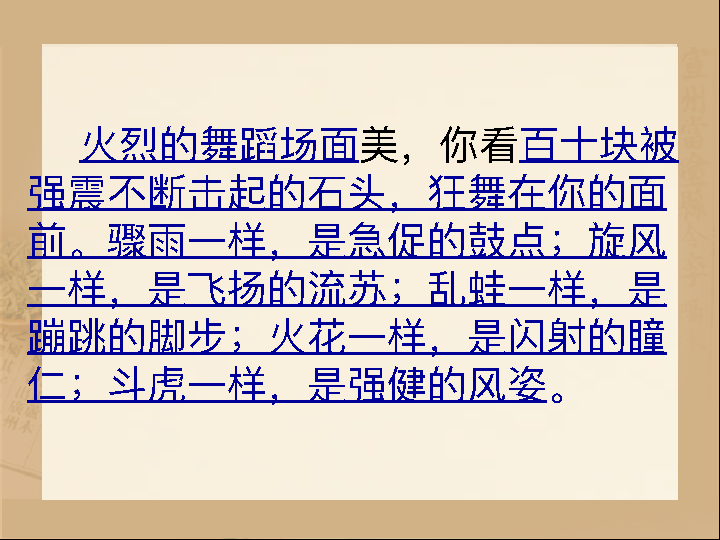 火烈的舞蹈场面美，你看百十块被
强震不断击起的石头，狂舞在你的面
前。骤雨一样，是急促的鼓点；旋风
一样，是飞扬的流苏；乱蛙一样，是
蹦跳的脚步；火花一样，是闪射的瞳
仁；斗虎一样，是强健的风姿。